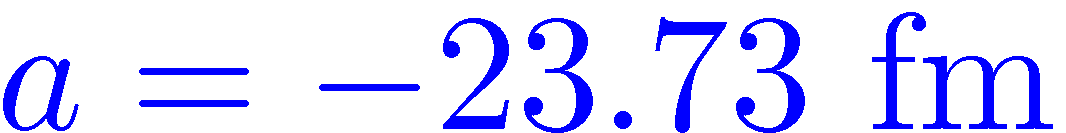 a = −23.73 fm